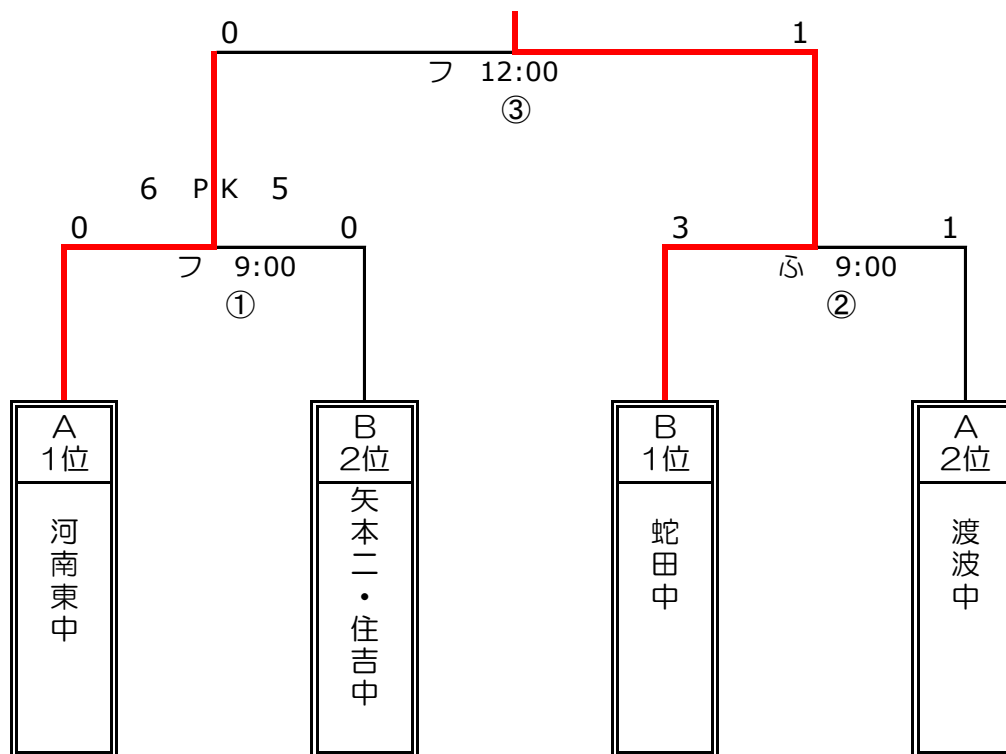 0 1
フ 12:00
③
6 PK 5
0 0 3 1
フ 9:00 ふ 9:00
① ②
A
1位
河南東中
B
2位
矢本二・住吉中
B
1位
蛇田中
A
2位
渡波中